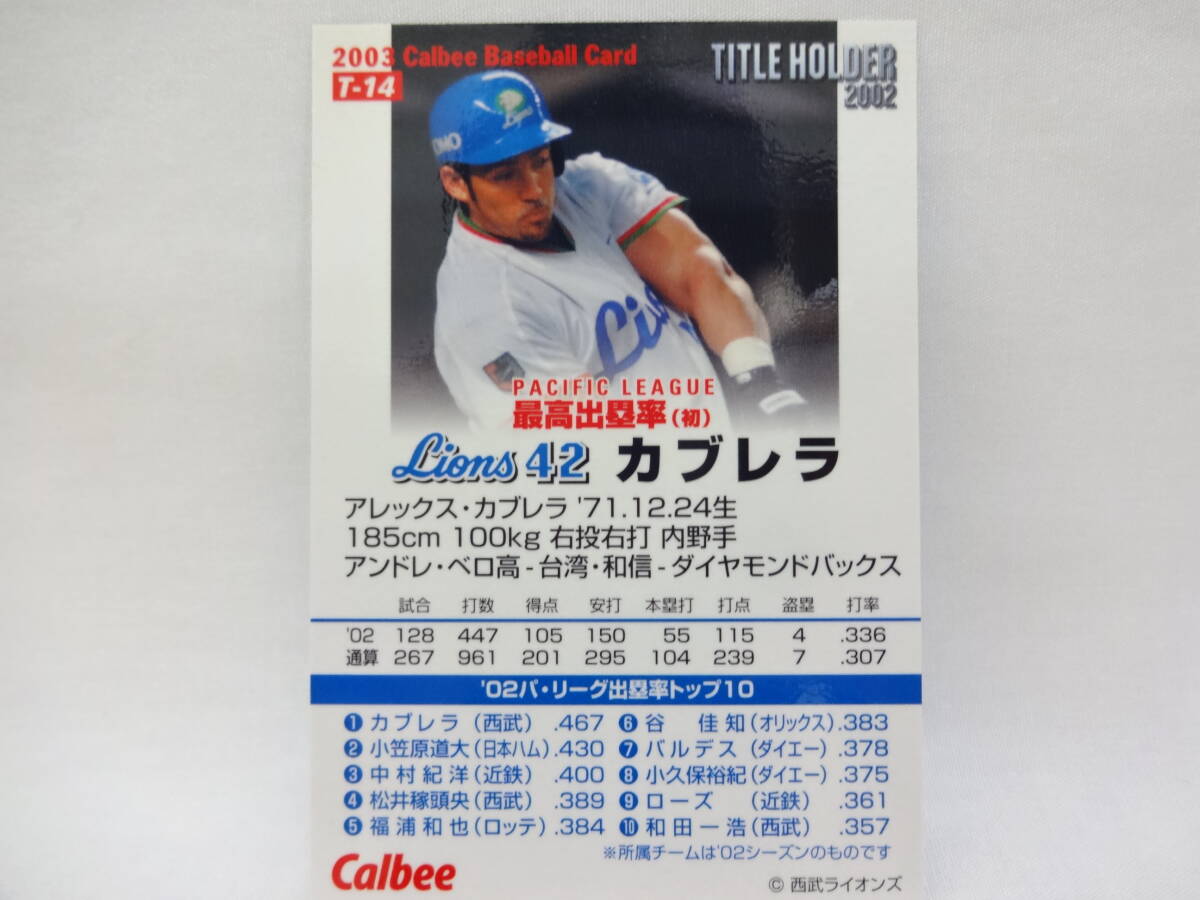 2003 Calbee Baseball Card
T-14
TITLE HOLDER
2002
Lions
OMO
Lio
PACIFIC LEAGUE
最高出塁率(初)
Lions 42 カブレラ
アレックス・カブレラ '71.12.24生
185cm 100kg 右投右打 内野手
アンドレ・ベロ高-台湾・和信-ダイヤモンドバックス
試合 打数 得点 安打 本塁打 打点 盗塁 打率
'02 128 447 105 150 55 115 4 .336
通算 267 961 201 295 104 239 7 .307
'02パ・リーグ出塁率トップ10
❶ カブレラ (西武) .467
❷ 小笠原道大 (日本ハム) .430
❸ 中村紀洋 (近鉄) .400
❹ 松井稼頭央 (西武) .389
❺ 福浦和也 (ロッテ) .384
❻ 谷 佳知 (オリックス) .383
❼ バルデス (ダイエー) .378
❽ 小久保裕紀 (ダイエー) .375
❾ ローズ (近鉄) .361
❿ 和田一浩 (西武) .357
※所属チームは'02シーズンのものです
Calbee
© 西武ライオンズ